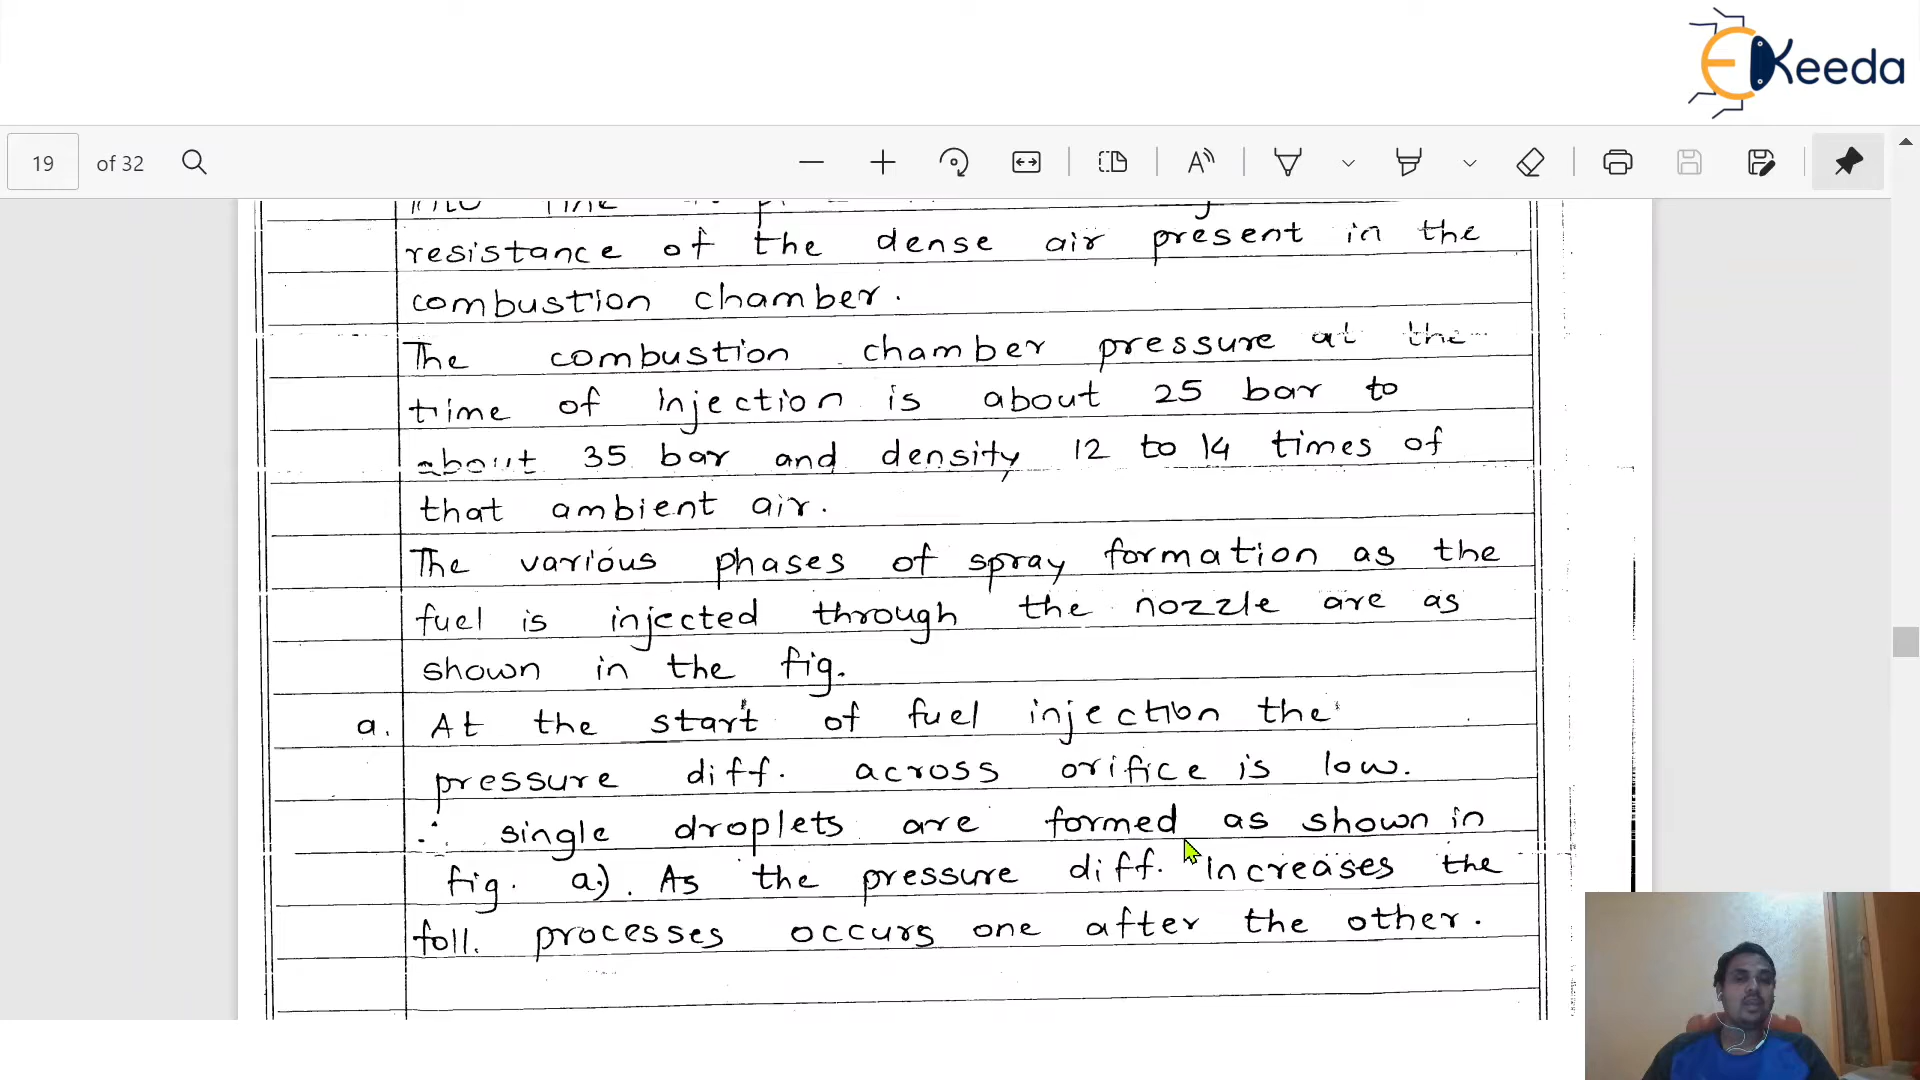 EKeeda
19 of 32
resistance of the dense air present in the
combustion chamber.
The combustion chamber pressure at the
time of injection is about 25 bar to
about 35 bar and density 12 to 14 times of
that ambient air.
The various phases of spray formation as the
fuel is injected through the nozzle are as
shown in the fig.
a. At the start of fuel injection the
pressure diff. across orifice is low.
∴ single droplets are formed as shown in
fig. a). As the pressure diff. increases the
foll. processes occurs one after the other.